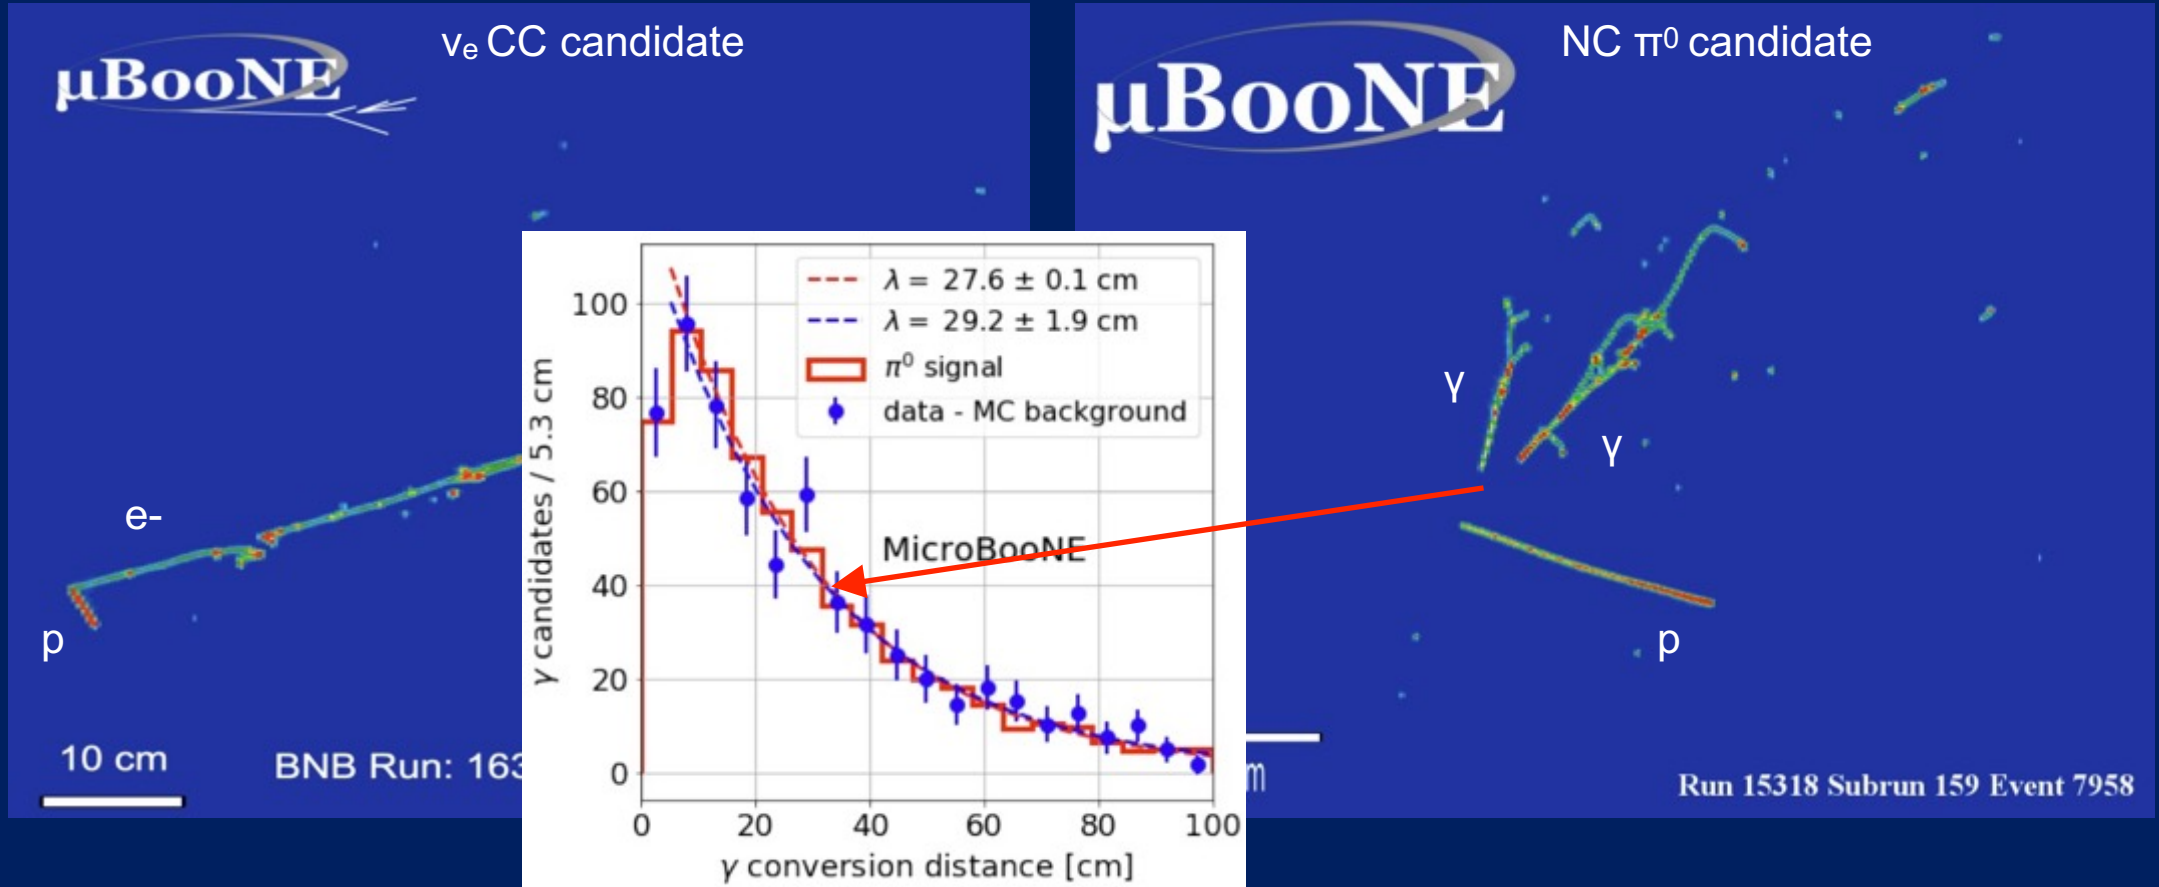 νe CC candidate
µBooNE
e-
p
10 cm
BNB Run: 163
NC π⁰ candidate
µBooNE
γ
γ
p
m
Run 15318 Subrun 159 Event 7958
λ = 27.6 ± 0.1 cm
λ = 29.2 ± 1.9 cm
π⁰ signal
data - MC background
MicroBooNE
γ candidates / 5.3 cm
100
80
60
40
20
0
0 20 40 60 80 100
γ conversion distance [cm]